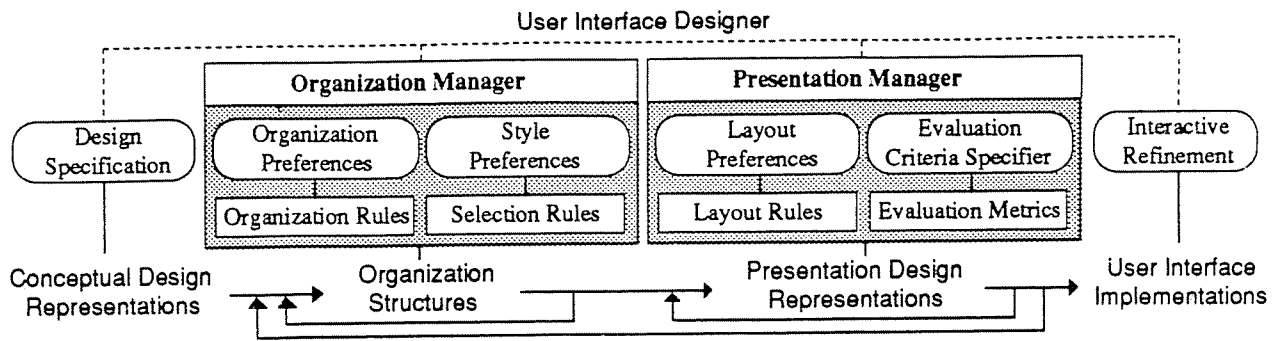 User Interface Designer
Organization Manager
Presentation Manager
Design
Specification
Organization
Preferences
Style
Preferences
Layout
Preferences
Evaluation
Criteria Specifier
Interactive
Refinement
Organization Rules
Selection Rules
Layout Rules
Evaluation Metrics
Conceptual Design
Representations
Organization
Structures
Presentation Design
Representations
User Interface
Implementations